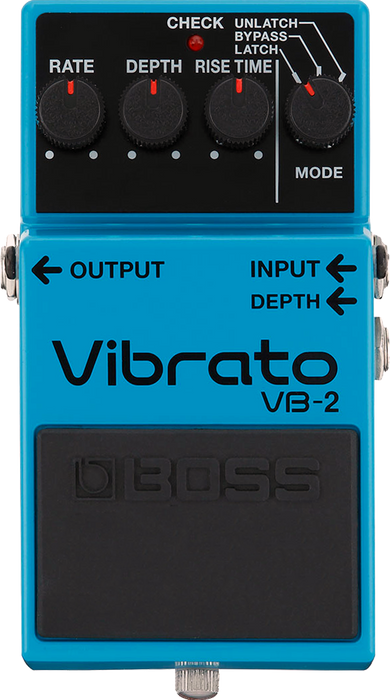 CHECK
UNLATCH
BYPASS
LATCH
RATE
DEPTH
RISE TIME
MODE
OUTPUT
INPUT
DEPTH
Vibrato
VB-2
BOSS